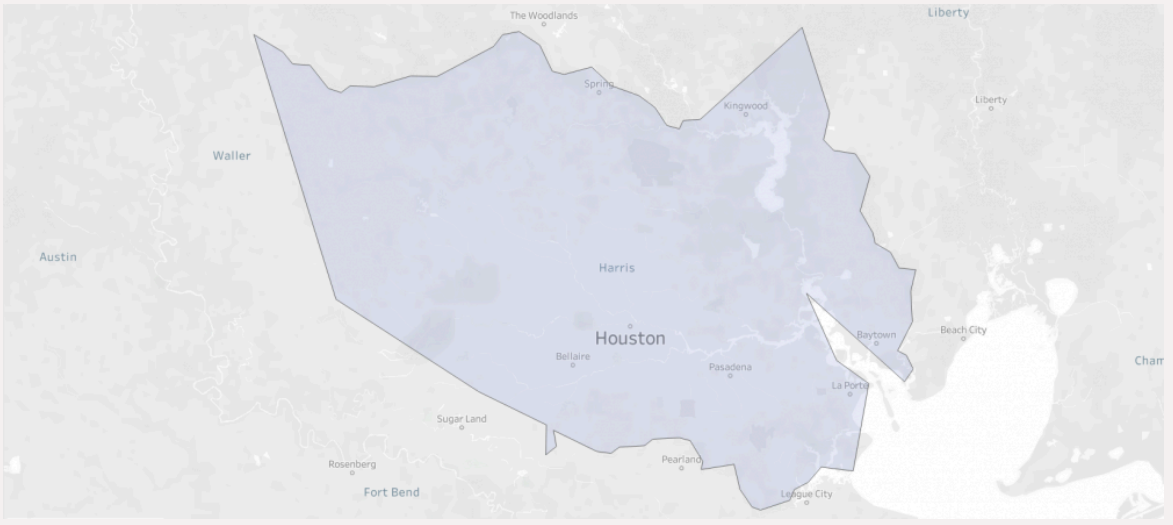 The Woodlands
Liberty
Spring
Kingwood
Liberty
Waller
Austin
Harris
Houston
Baytown
Beach City
Bellaire
Pasadena
Cham
La Porte
Sugar Land
Rosenberg
Pearland
Fort Bend
League City